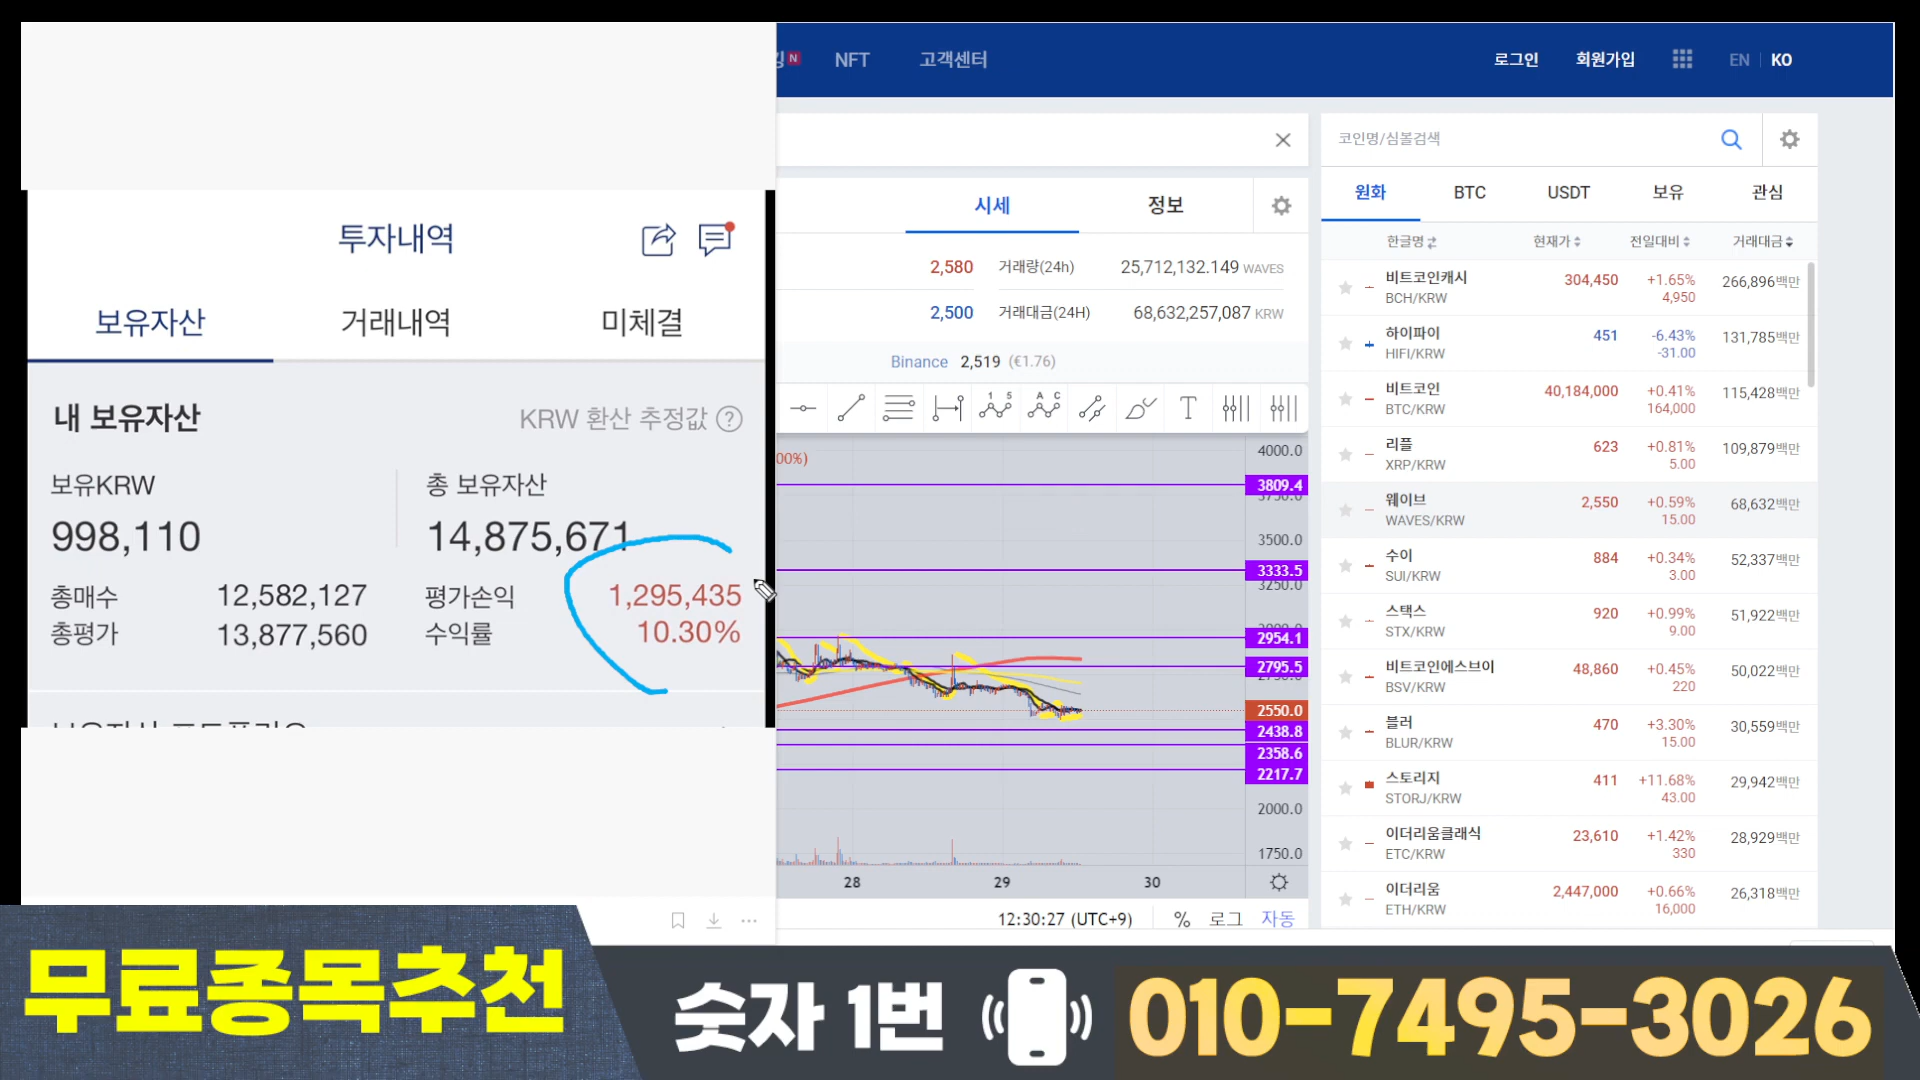 N NFT 고객센터 로그인 회원가입 EN KO
코인명/심볼검색
시세 정보
원화 BTC USDT 보유 관심
한글명 현재가 전일대비 거래대금
투자내역
보유자산 거래내역 미체결
내 보유자산 KRW 환산 추정값 ?
보유KRW 총 보유자산
998,110 14,875,671
총매수 12,582,127 평가손익 1,295,435
총평가 13,877,560 수익률 10.30%
2,580 거래량(24h) 25,712,132.149 WAVES
2,500 거래대금(24H) 68,632,257,087 KRW
Binance 2,519 (€1.76)
1 5 A C T
00%)
4000.0
3809.4
3500.0
3333.5
3250.0
2954.1
2795.5
2550.0
2438.8
2358.6
2217.7
2000.0
1750.0
28 29 30
12:30:27 (UTC+9) % 로그 자동
비트코인캐시 304,450 +1.65% 266,896백만
BCH/KRW 4,950
하이파이 451 -6.43% 131,785백만
HIFI/KRW -31.00
비트코인 40,184,000 +0.41% 115,428백만
BTC/KRW 164,000
리플 623 +0.81% 109,879백만
XRP/KRW 5.00
웨이브 2,550 +0.59% 68,632백만
WAVES/KRW 15.00
수이 884 +0.34% 52,337백만
SUI/KRW 3.00
스택스 920 +0.99% 51,922백만
STX/KRW 9.00
비트코인에스브이 48,860 +0.45% 50,022백만
BSV/KRW 220
블러 470 +3.30% 30,559백만
BLUR/KRW 15.00
스토리지 411 +11.68% 29,942백만
STORJ/KRW 43.00
이더리움클래식 23,610 +1.42% 28,929백만
ETC/KRW 330
이더리움 2,447,000 +0.66% 26,318백만
ETH/KRW 16,000
무료종목추천
숙자 1번 010-7495-3026